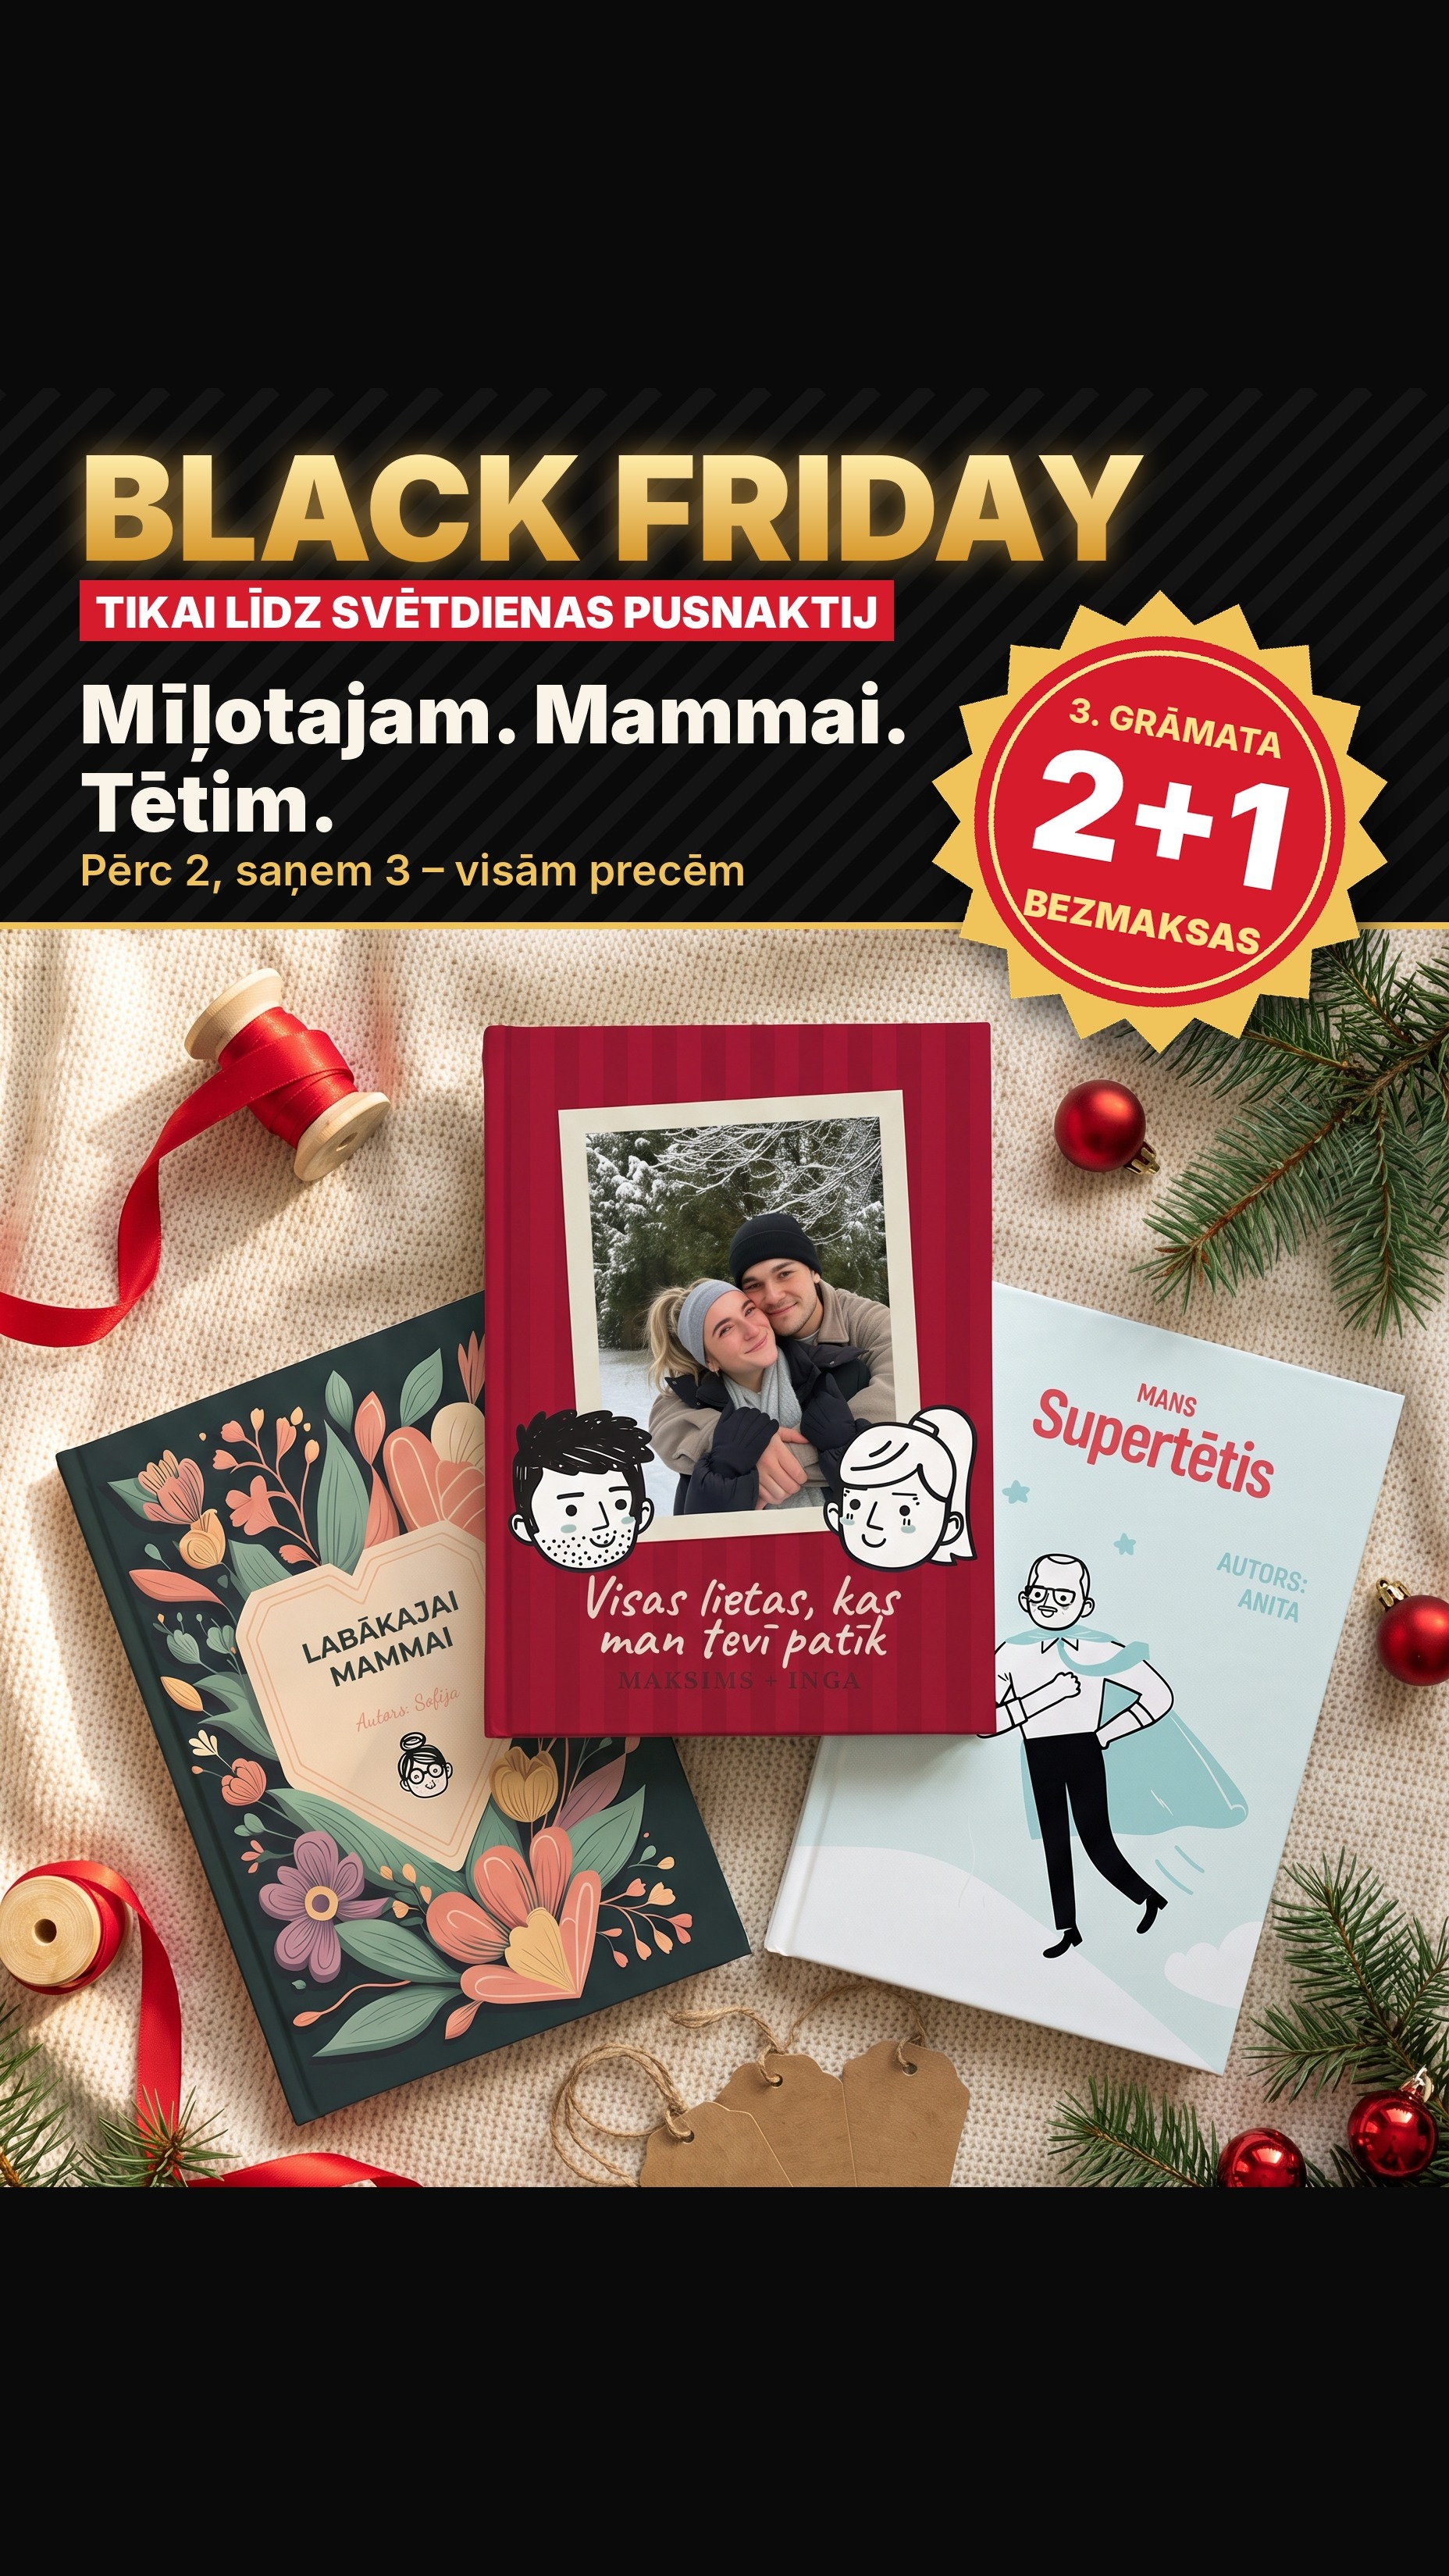 BLACK FRIDAY
TIKAI LĪDZ SVĒTDIENAS PUSNAKTIJ
Mīļotajam. Mammai.
Tētim.
Pērc 2, saņem 3 – visām precēm
3. GRĀMATA
2+1
BEZMAKSAS
Visas lietas, kas
man tevī patīk
MAKSIMS + INGA
LABĀKAJAI
MAMMAI
Autors: Sofija
MANS
Supertētis
AUTORS:
ANITA